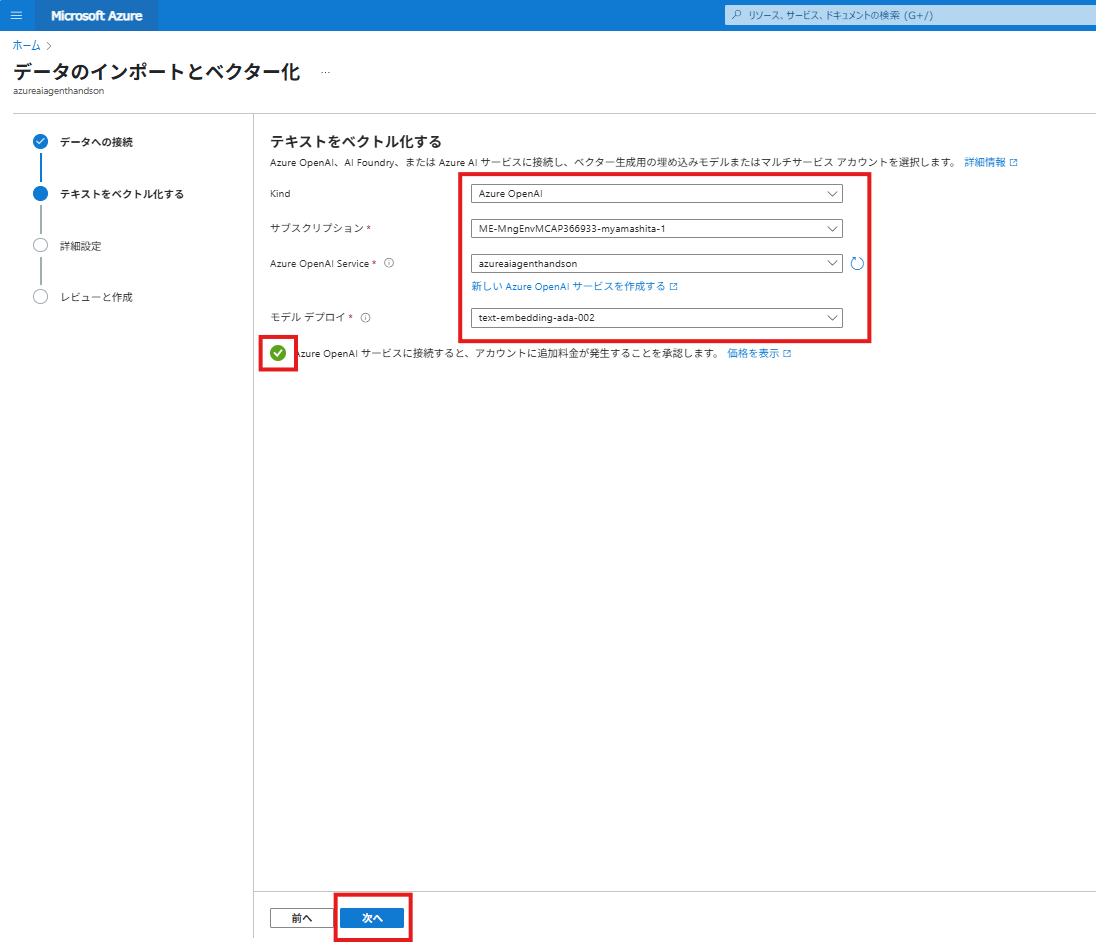 Microsoft Azure
リソース、サービス、ドキュメントの検索 (G+/)
ホーム
データのインポートとベクター化 ...
azureaiagenthandson
データへの接続
テキストをベクトル化する
詳細設定
レビューと作成
テキストをベクトル化する
Azure OpenAI、AI Foundry、または Azure AI サービスに接続し、ベクター生成用の埋め込みモデルまたはマルチサービス アカウントを選択します。 詳細情報
Kind
Azure OpenAI
サブスクリプション *
ME-MngEnvMCAP366933-myamashita-1
Azure OpenAI Service *
azureaiagenthandson
新しい Azure OpenAI サービスを作成する
モデル デプロイ *
text-embedding-ada-002
Azure OpenAI サービスに接続すると、アカウントに追加料金が発生することを承認します。 価格を表示
前へ
次へ